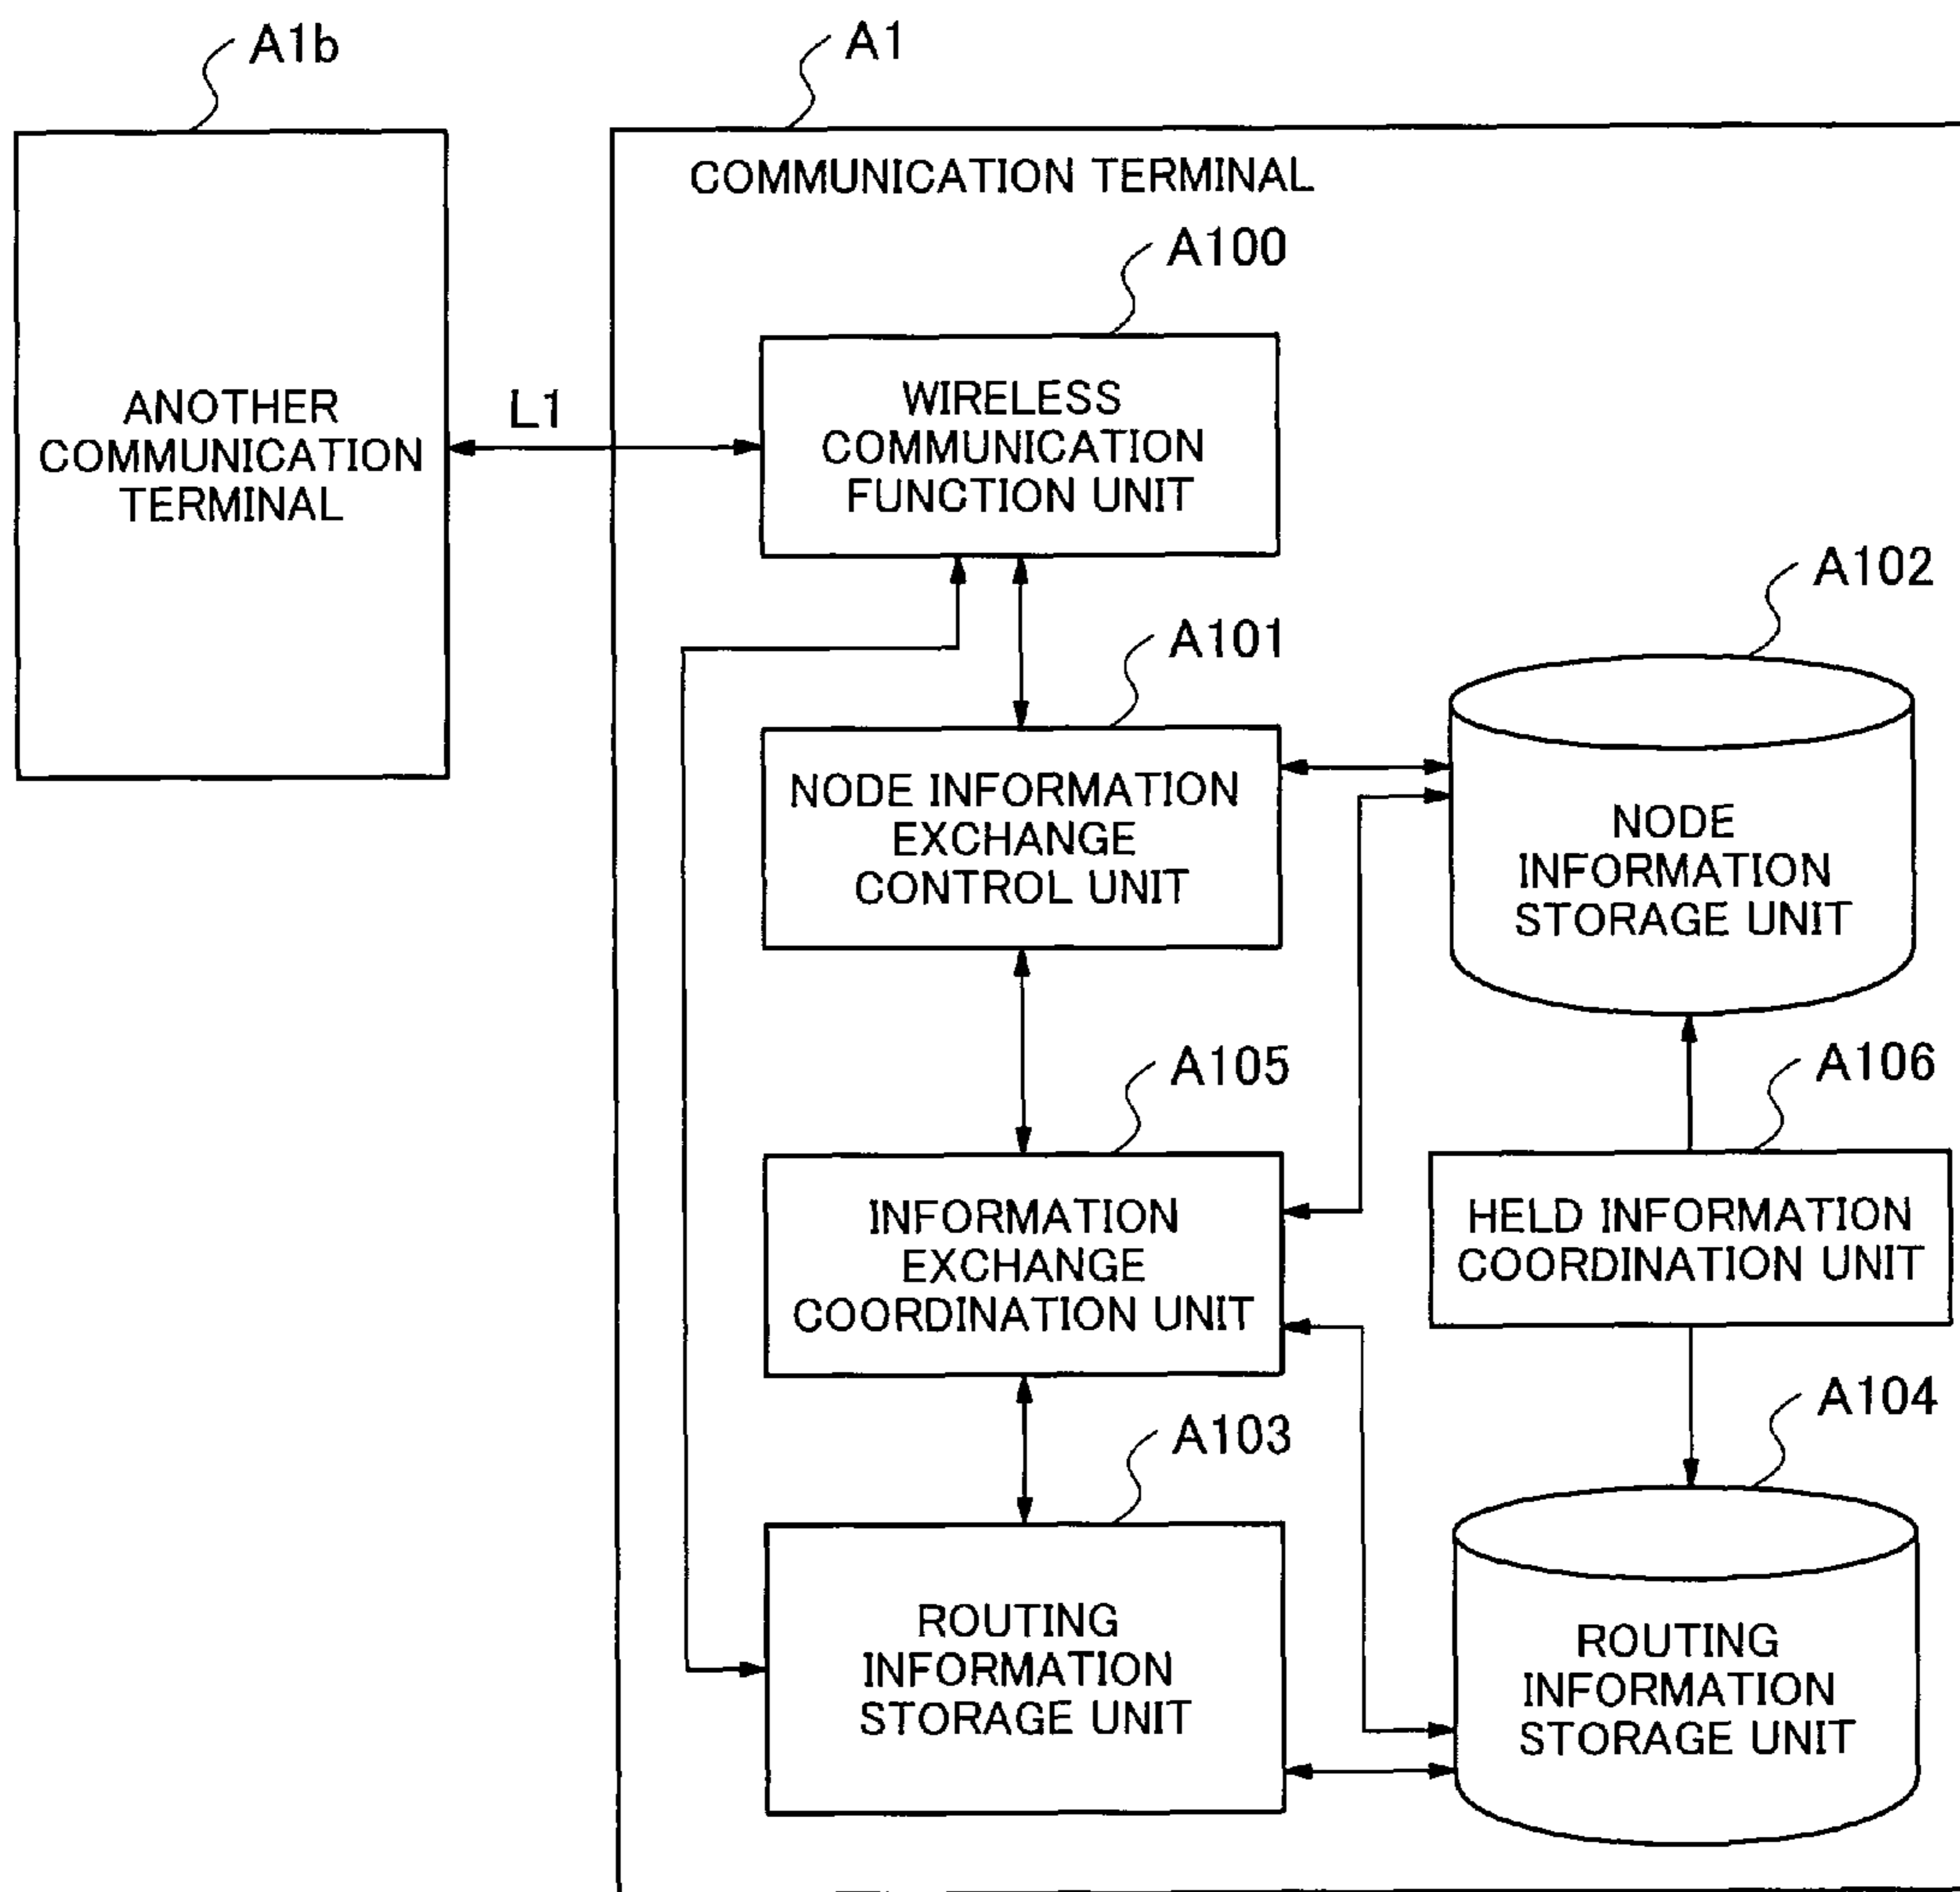 A1b
A1
COMMUNICATION TERMINAL
A100
ANOTHER
COMMUNICATION
TERMINAL
L1
WIRELESS
COMMUNICATION
FUNCTION UNIT
A102
A101
NODE INFORMATION
EXCHANGE
CONTROL UNIT
NODE
INFORMATION
STORAGE UNIT
A105
A106
INFORMATION
EXCHANGE
COORDINATION UNIT
HELD INFORMATION
COORDINATION UNIT
A103
A104
ROUTING
INFORMATION
STORAGE UNIT
ROUTING
INFORMATION
STORAGE UNIT